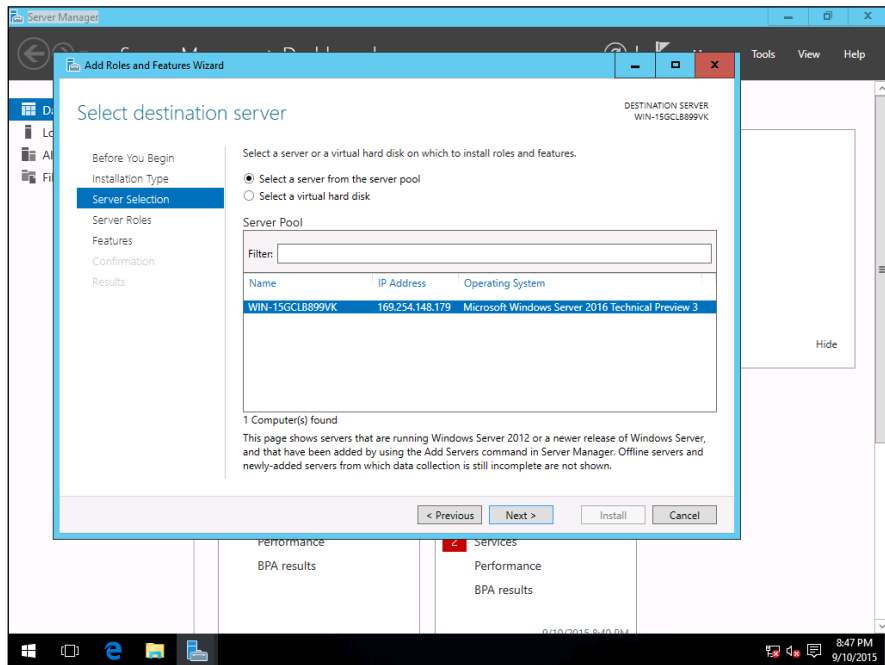 Server Manager
Tools View Help
Add Roles and Features Wizard
Select destination server
DESTINATION SERVER
WIN-15GCLB899VK
Before You Begin
Installation Type
Server Selection
Server Roles
Features
Confirmation
Results
Select a server or a virtual hard disk on which to install roles and features.
Select a server from the server pool
Select a virtual hard disk
Server Pool
Filter:
Name IP Address Operating System
WIN-15GCLB899VK 169.254.148.179 Microsoft Windows Server 2016 Technical Preview 3
1 Computer(s) found
This page shows servers that are running Windows Server 2012 or a newer release of Windows Server,
and that have been added by using the Add Servers command in Server Manager. Offline servers and
newly-added servers from which data collection is still incomplete are not shown.
< Previous Next > Install Cancel
Hide
Performance
BPA results
2 Services
Performance
BPA results
9/10/2015 8:40 PM
8:47 PM
9/10/2015